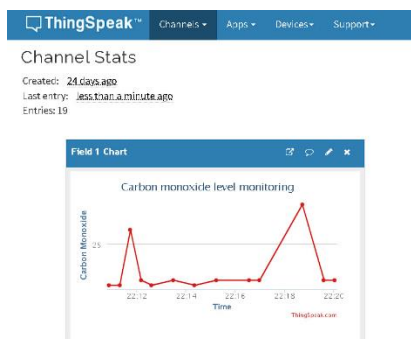 ThingSpeak™ Channels Apps Devices Support
Channel Stats
Created: 24 days ago
Last entry: less than a minute ago
Entries: 19
Field 1 Chart
Carbon monoxide level monitoring
Carbon Monoxide
25
22:12 22:14 22:16 22:18 22:20
Time
ThingSpeak.com